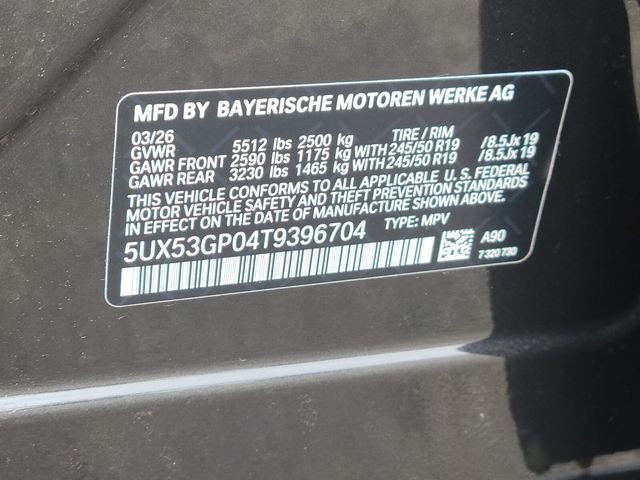 MFD BY BAYERISCHE MOTOREN WERKE AG
03/26 TIRE / RIM
GVWR 5512 lbs 2500 kg
GAWR FRONT 2590 lbs 1175 kg WITH 245/50 R19 /8.5Jx19
GAWR REAR 3230 lbs 1465 kg WITH 245/50 R19 /8.5Jx19
THIS VEHICLE CONFORMS TO ALL APPLICABLE U. S. FEDERAL
MOTOR VEHICLE SAFETY AND THEFT PREVENTION STANDARDS
IN EFFECT ON THE DATE OF MANUFACTURE SHOWN ABOVE.
5UX53GP04T9396704 TYPE: MPV
A90
7 320 730